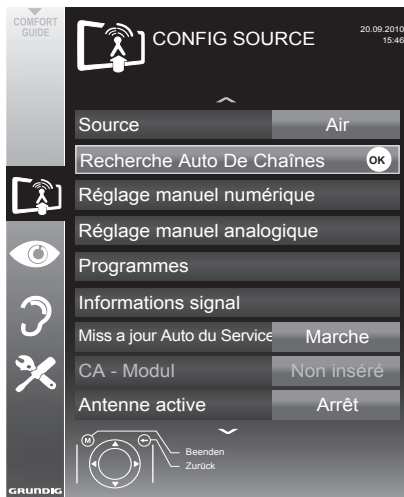 COMFORT
GUIDE
CONFIG SOURCE
20.09.2010
15:46
Source Air
Recherche Auto De Chaînes OK
Réglage manuel numérique
Réglage manuel analogique
Programmes
Informations signal
Miss a jour Auto du Service Marche
CA - Modul Non inséré
Antenne active Arrêt
M
Beenden
Zurück
GRUNDIG